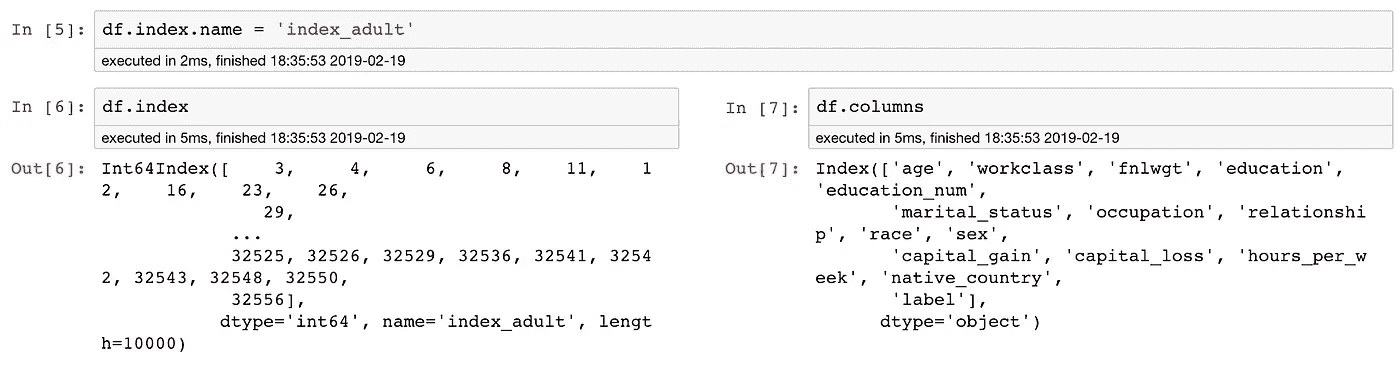 In [5]: df.index.name = 'index_adult'
executed in 2ms, finished 18:35:53 2019-02-19
In [6]: df.index
executed in 5ms, finished 18:35:53 2019-02-19
Out[6]: Int64Index([    3,     4,     6,     8,    11,    1
2,    16,    23,    26,
29,
...
32525, 32526, 32529, 32536, 32541, 3254
2, 32543, 32548, 32550,
32556],
dtype='int64', name='index_adult', lengt
h=10000)
In [7]: df.columns
executed in 5ms, finished 18:35:53 2019-02-19
Out[7]: Index(['age', 'workclass', 'fnlwgt', 'education',
'education_num',
'marital_status', 'occupation', 'relationshi
p', 'race', 'sex',
'capital_gain', 'capital_loss', 'hours_per_w
eek', 'native_country',
'label'],
dtype='object')